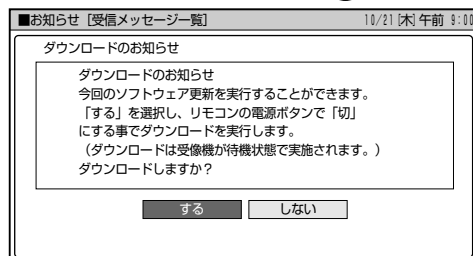 ■お知らせ [受信メッセージ一覧] 10/21 [木] 午前 9:00
ダウンロードのお知らせ
ダウンロードのお知らせ
今回のソフトウェア更新を実行することができます。
「する」を選択し、リモコンの電源ボタンで「切」
にする事でダウンロードを実行します。
(ダウンロードは受像機が待機状態で実施されます。)
ダウンロードしますか?
する しない